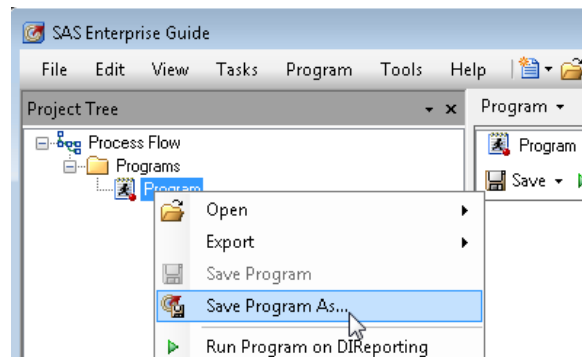 SAS Enterprise Guide
File Edit View Tasks Program Tools Help
Project Tree
Program
Process Flow
Programs
Program
Program
Save
Open
Export
Save Program
Save Program As...
Run Program on DIReporting